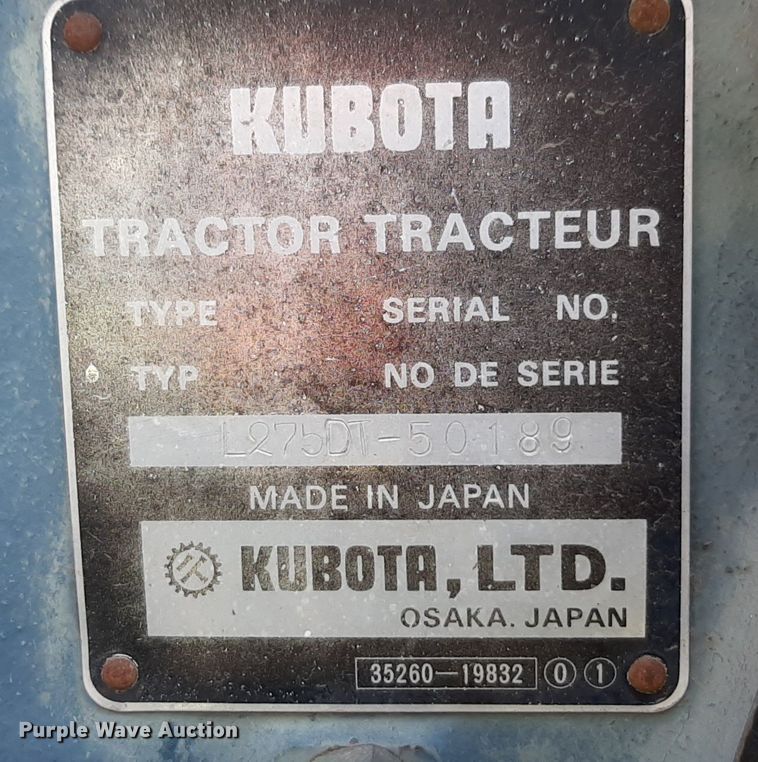 KUBOTA
TRACTOR TRACTEUR
TYPE SERIAL NO.
TYP NO DE SERIE
L275DT-50189
MADE IN JAPAN
KUBOTA, LTD.
OSAKA. JAPAN
35260-19832 0 1
Purple Wave Auction